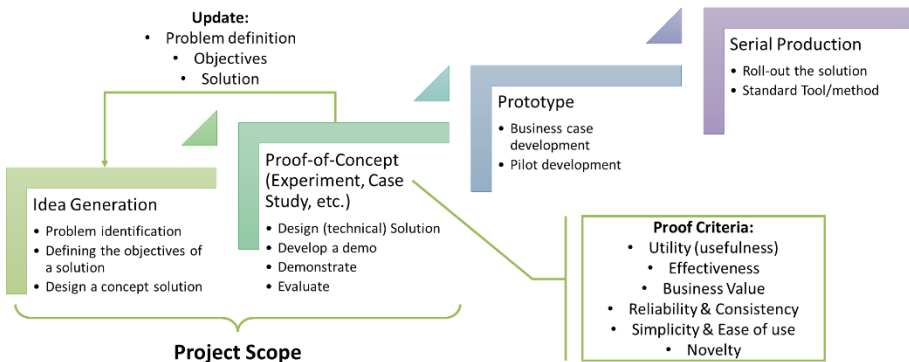 Update:
• Problem definition
• Objectives
• Solution
Idea Generation
• Problem identification
• Defining the objectives of
a solution
• Design a concept solution
Proof-of-Concept
(Experiment, Case
Study, etc.)
• Design (technical) Solution
• Develop a demo
• Demonstrate
• Evaluate
Prototype
• Business case
development
• Pilot development
Serial Production
• Roll-out the solution
• Standard Tool/method
Proof Criteria:
• Utility (usefulness)
• Effectiveness
• Business Value
• Reliability & Consistency
• Simplicity & Ease of use
• Novelty
Project Scope